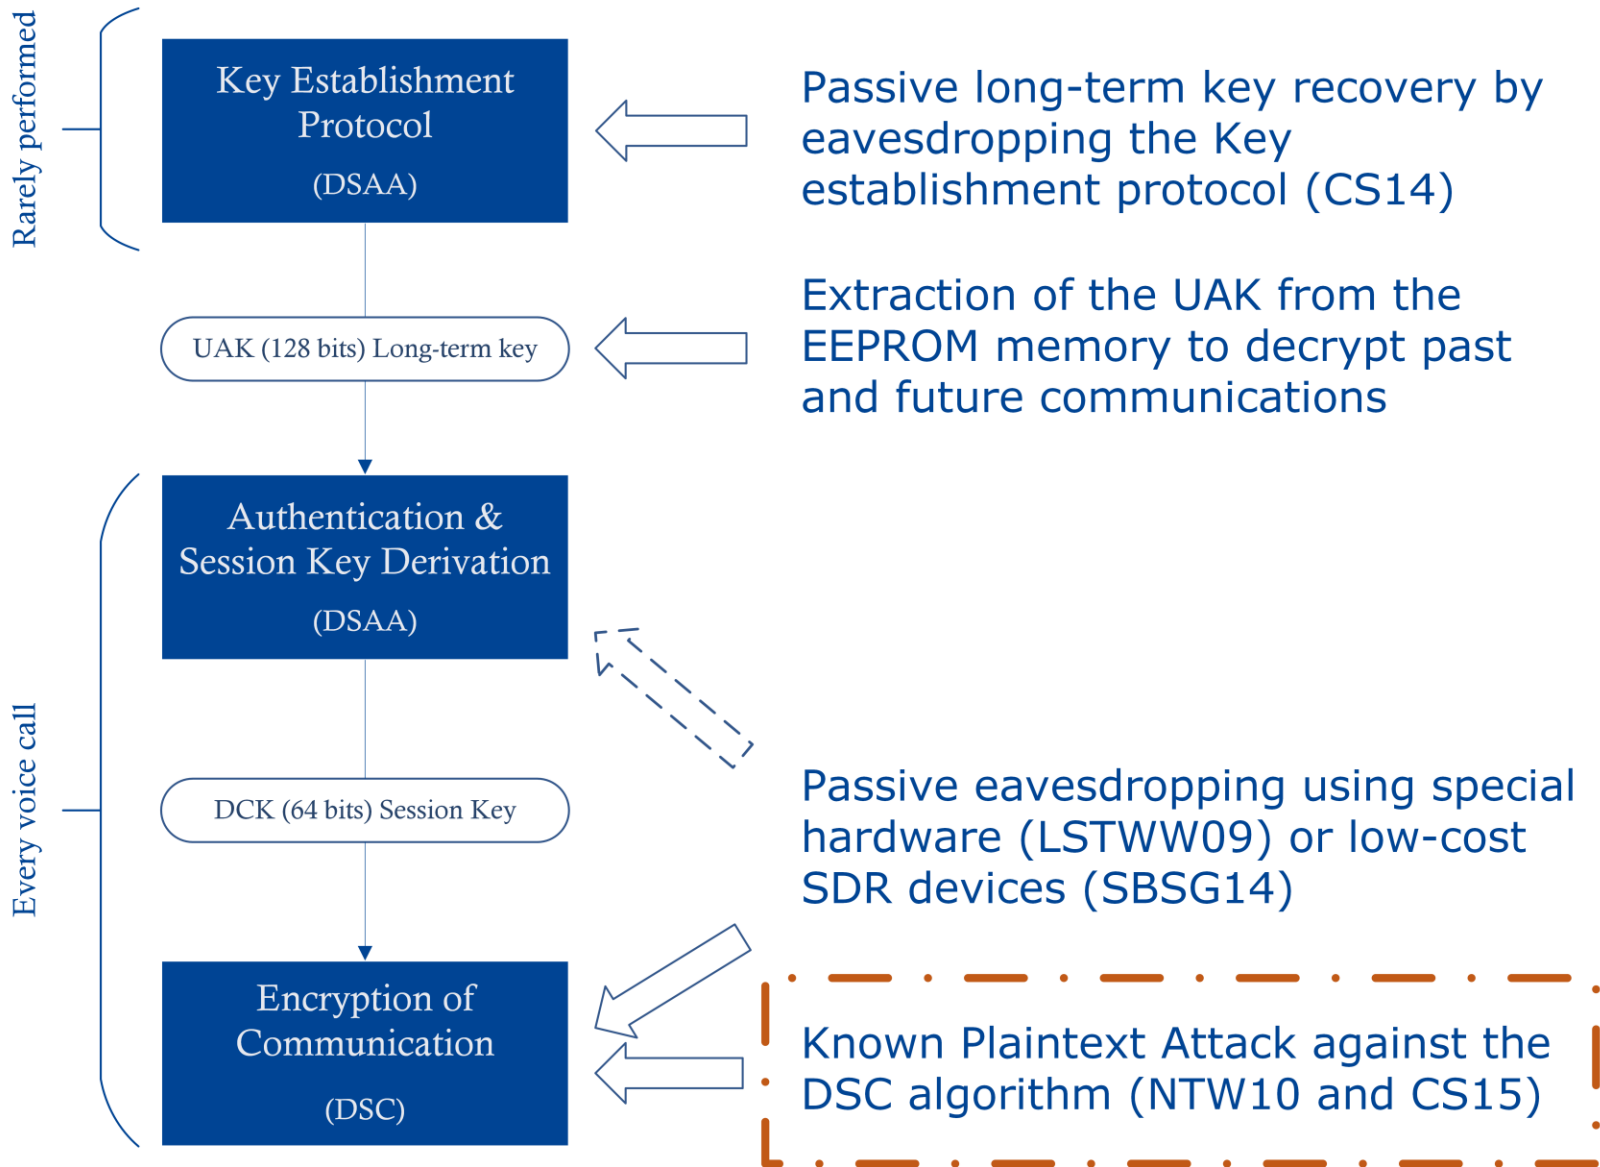 Rarely performed
Key Establishment
Protocol
(DSAA)
Passive long-term key recovery by
eavesdropping the Key
establishment protocol (CS14)
UAK (128 bits) Long-term key
Extraction of the UAK from the
EEPROM memory to decrypt past
and future communications
Every voice call
Authentication &
Session Key Derivation
(DSAA)
DCK (64 bits) Session Key
Passive eavesdropping using special
hardware (LSTWW09) or low-cost
SDR devices (SBSG14)
Encryption of
Communication
(DSC)
Known Plaintext Attack against the
DSC algorithm (NTW10 and CS15)